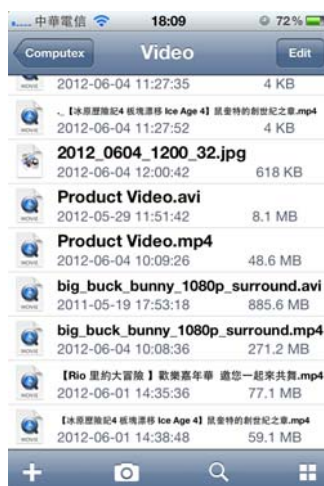 中華電信 18:09 72%
Computex Video Edit
2012-06-04 11:27:35 4 KB
._【冰原歷險記4 板塊漂移 Ice Age 4】鼠奎特的創世紀之章.mp4
2012-06-04 11:27:52 4 KB
2012_0604_1200_32.jpg
2012-06-04 12:00:42 618 KB
Product Video.avi
2012-05-29 11:51:42 8.1 MB
Product Video.mp4
2012-06-04 10:09:26 48.6 MB
big_buck_bunny_1080p_surround.avi
2011-05-19 17:53:18 885.6 MB
big_buck_bunny_1080p_surround.mp4
2012-06-04 10:08:36 271.2 MB
【Rio 里約大冒險 】歡樂嘉年華 邀您一起來共舞.mp4
2012-06-01 14:35:36 77.1 MB
【冰原歷險記4 板塊漂移 Ice Age 4】鼠奎特的創世紀之章.mp4
2012-06-01 14:38:48 59.1 MB